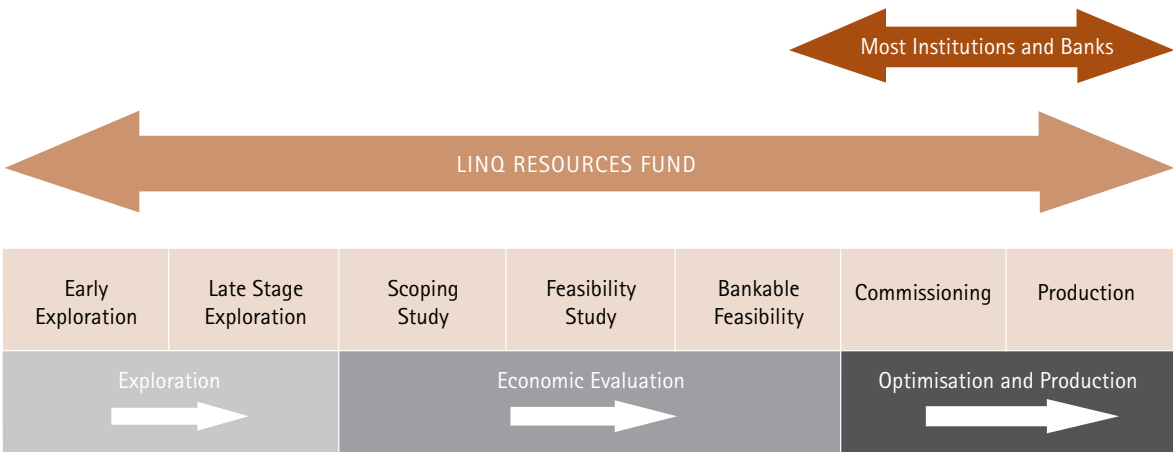 Most Institutions and Banks
LINQ RESOURCES FUND
Early
Exploration
Late Stage
Exploration
Scoping
Study
Feasibility
Study
Bankable
Feasibility
Commissioning
Production
Exploration
Economic Evaluation
Optimisation and Production